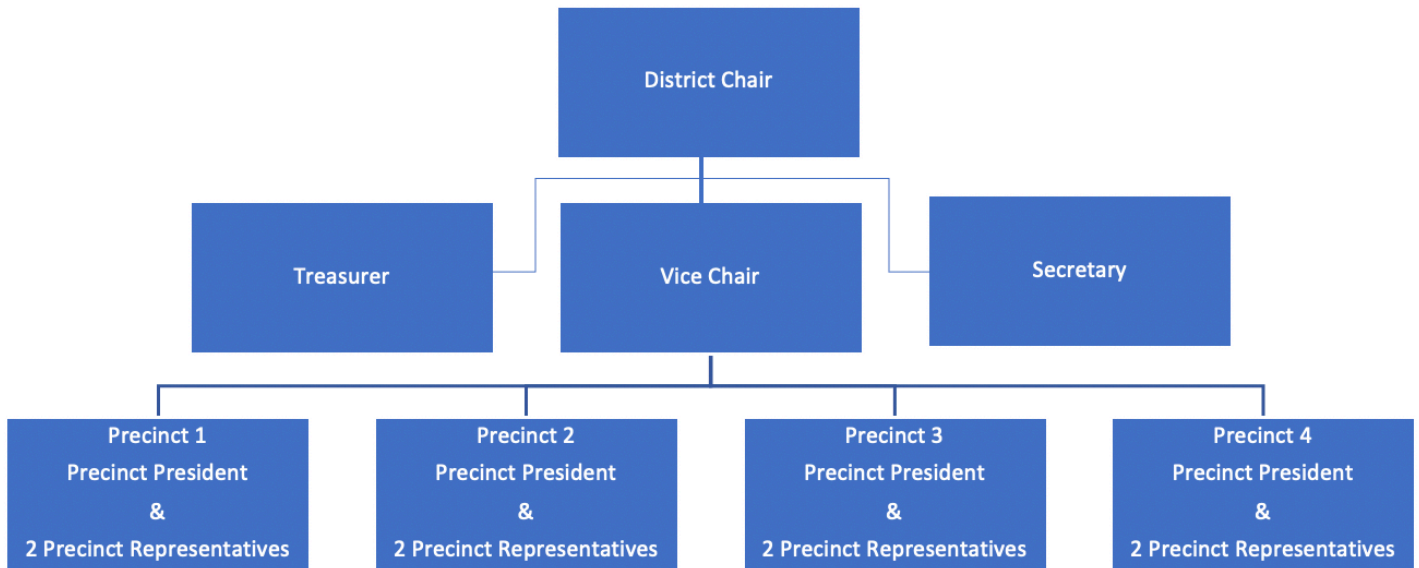 District Chair
Treasurer
Vice Chair
Secretary
Precinct 1
Precinct President
&
2 Precinct Representatives
Precinct 2
Precinct President
&
2 Precinct Representatives
Precinct 3
Precinct President
&
2 Precinct Representatives
Precinct 4
Precinct President
&
2 Precinct Representatives